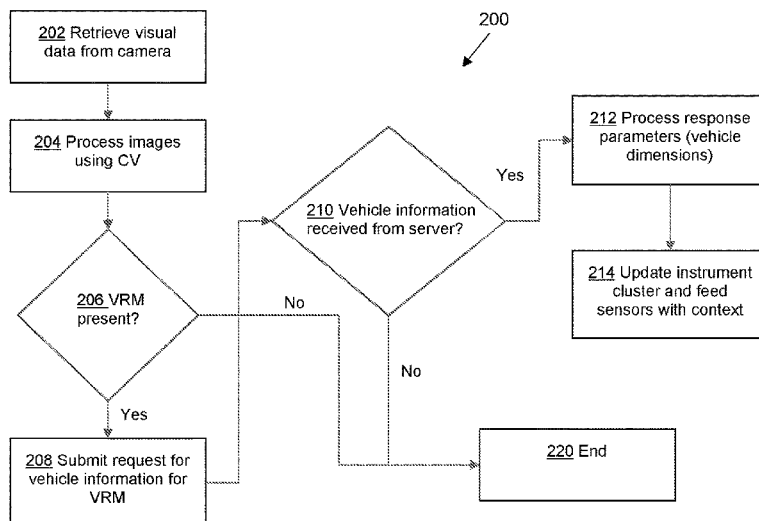 200
202 Retrieve visual
data from camera
204 Process images
using CV
206 VRM
present?
No
Yes
208 Submit request for
vehicle information for
VRM
210 Vehicle information
received from server?
Yes
No
212 Process response
parameters (vehicle
dimensions)
214 Update instrument
cluster and feed
sensors with context
220 End